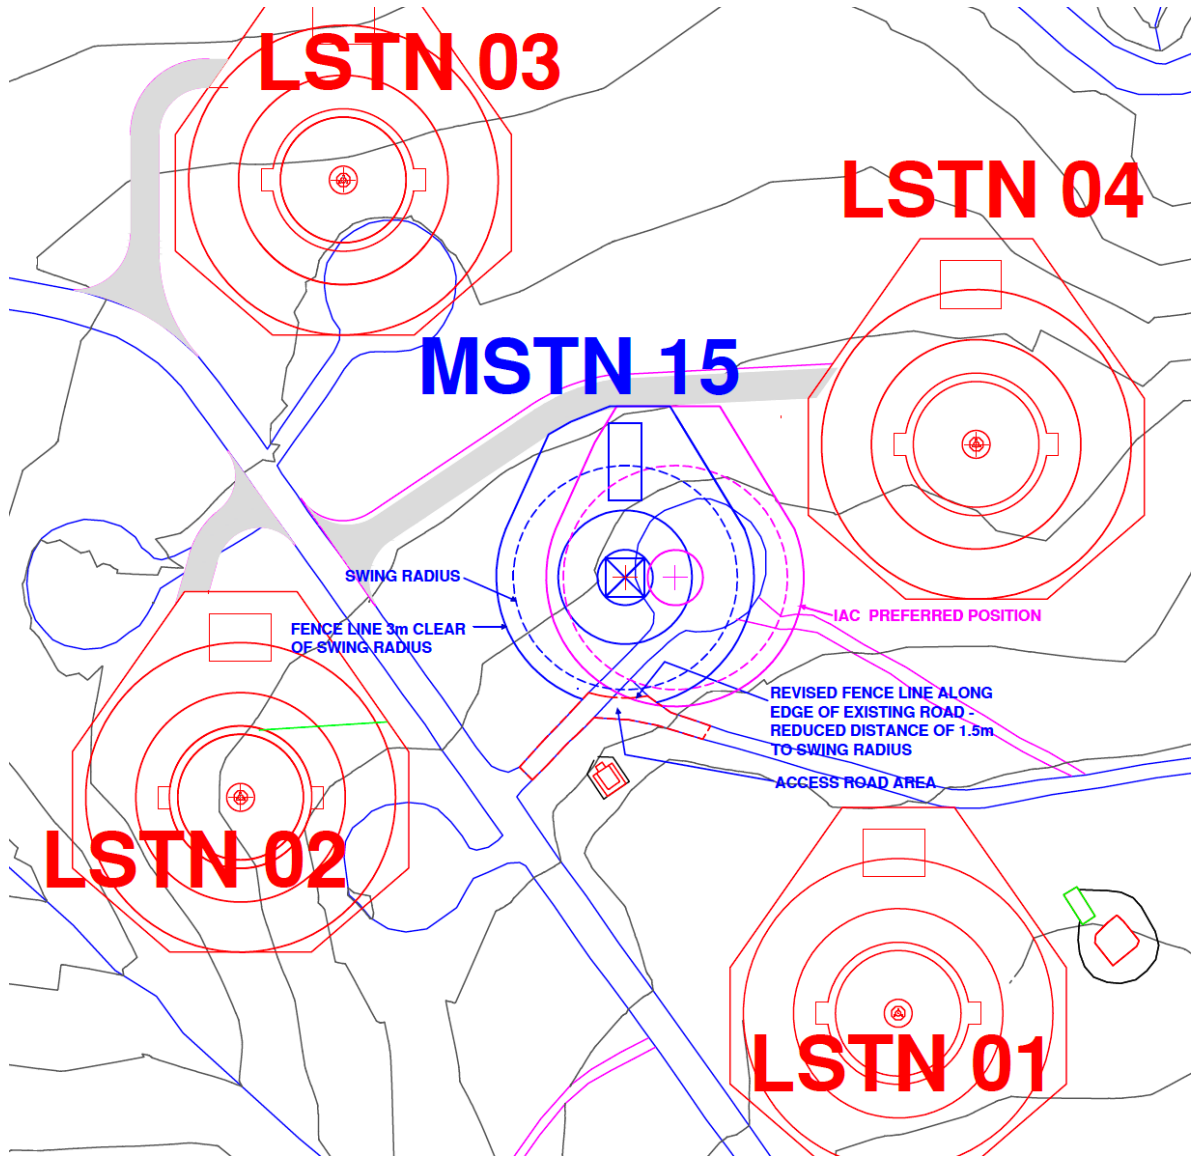 LSTN 03
LSTN 04
MSTN 15
SWING RADIUS
FENCE LINE 3m CLEAR
OF SWING RADIUS
IAC PREFERRED POSITION
REVISED FENCE LINE ALONG
EDGE OF EXISTING ROAD -
REDUCED DISTANCE OF 1.5m
TO SWING RADIUS
ACCESS ROAD AREA
LSTN 02
LSTN 01